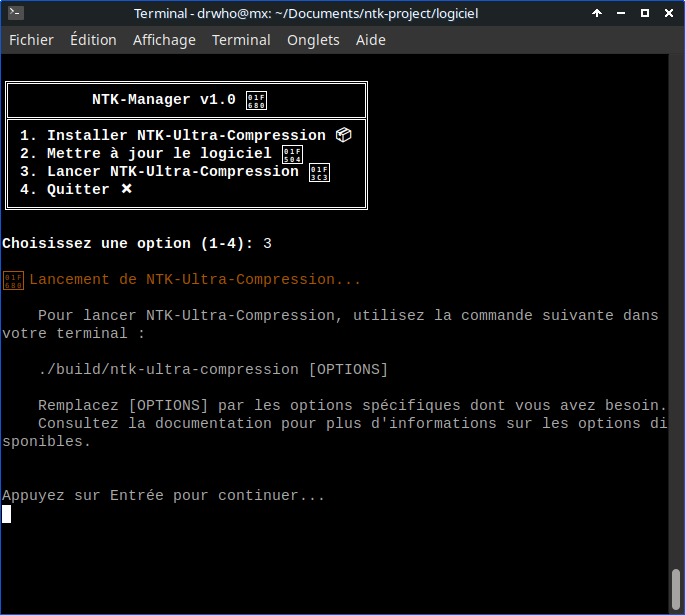 Terminal - drwho@mx: ~/Documents/ntk-project/logiciel
Fichier Édition Affichage Terminal Onglets Aide
NTK-Manager v1.0 01F680
1. Installer NTK-Ultra-Compression 📦
2. Mettre à jour le logiciel 01F504
3. Lancer NTK-Ultra-Compression 01F3C3
4. Quitter ❌
Choisissez une option (1-4): 3
01F680 Lancement de NTK-Ultra-Compression...
Pour lancer NTK-Ultra-Compression, utilisez la commande suivante dans
votre terminal :
./build/ntk-ultra-compression [OPTIONS]
Remplacez [OPTIONS] par les options spécifiques dont vous avez besoin.
Consultez la documentation pour plus d'informations sur les options di
sponibles.
Appuyez sur Entrée pour continuer...